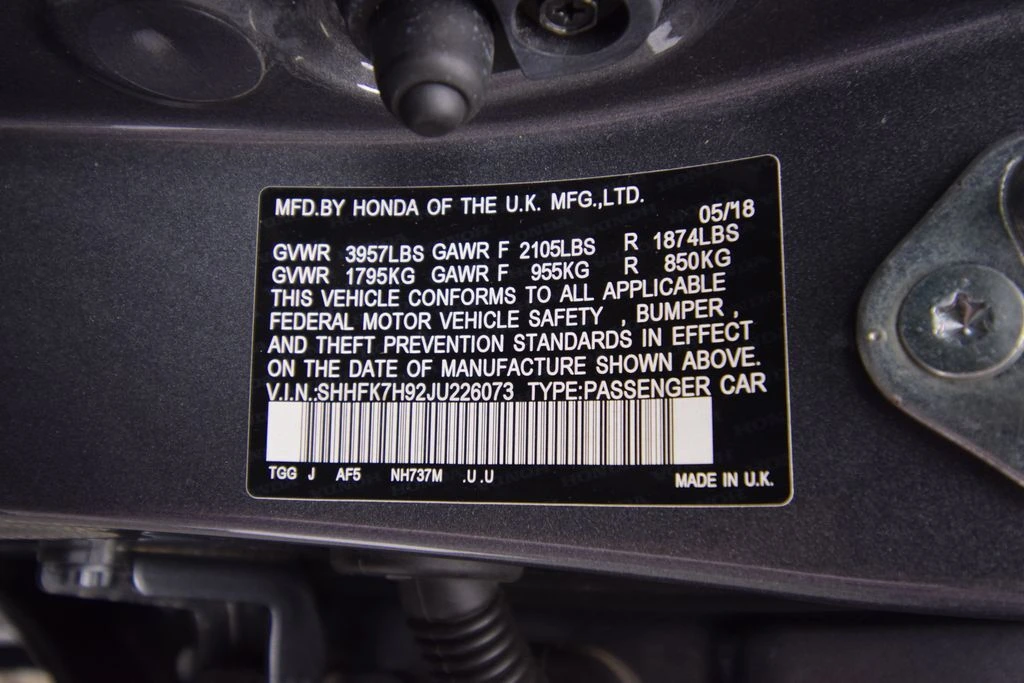 MFD.BY HONDA OF THE U.K. MFG.,LTD.
05/18
GVWR 3957LBS GAWR F 2105LBS R 1874LBS
GVWR 1795KG GAWR F 955KG R 850KG
THIS VEHICLE CONFORMS TO ALL APPLICABLE
FEDERAL MOTOR VEHICLE SAFETY , BUMPER ,
AND THEFT PREVENTION STANDARDS IN EFFECT
ON THE DATE OF MANUFACTURE SHOWN ABOVE.
V.I.N.:SHHFK7H92JU226073 TYPE:PASSENGER CAR
TGG J AF5 NH737M .U .U MADE IN U.K.